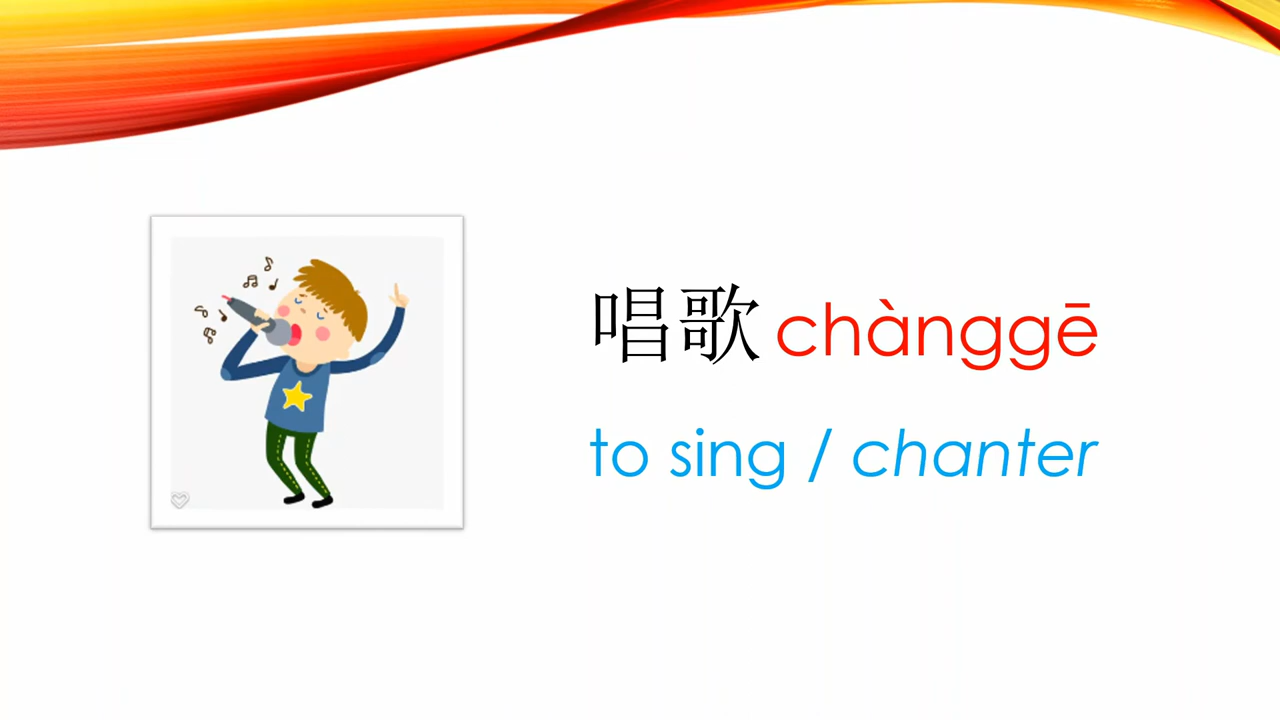 唱歌 chànggē
to sing / chanter